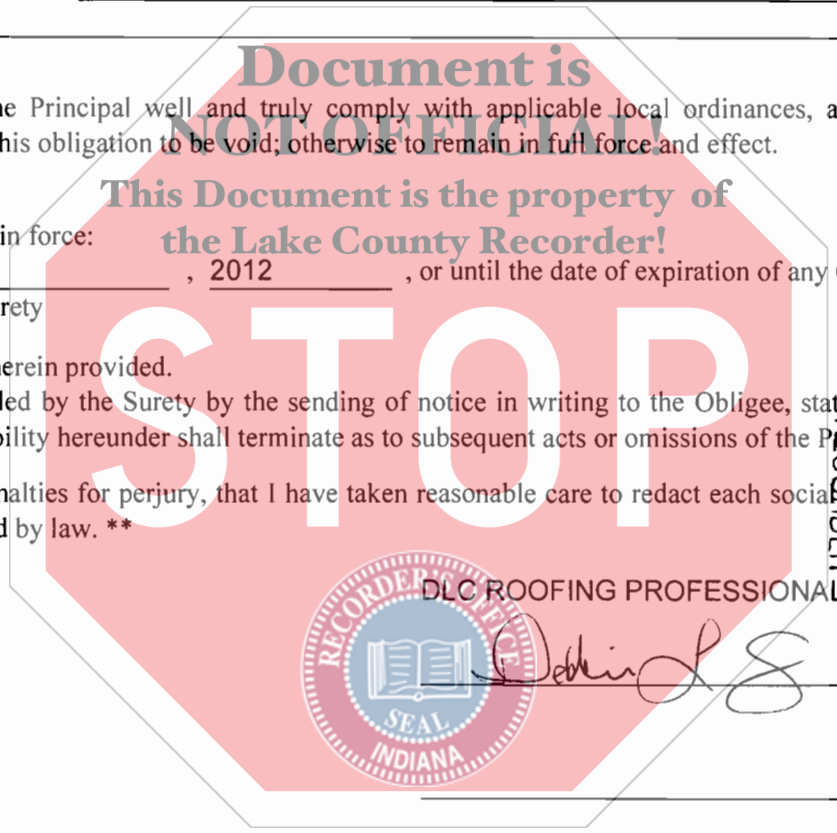 Document is
ne Principal well and truly comply with applicable local ordinances, a
NOT OFFICIAL!
his obligation to be void; otherwise to remain in full force and effect.
This Document is the property of
in force:
the Lake County Recorder!
, 2012 , or until the date of expiration of any
rety
STOP
erein provided.
led by the Surety by the sending of notice in writing to the Obligee, stat
bility hereunder shall terminate as to subsequent acts or omissions of the P
nalties for perjury, that I have taken reasonable care to redact each social
d by law. **
RECORDER'S OFFICE
DLC ROOFING PROFESSIONAL
SEAL
INDIANA